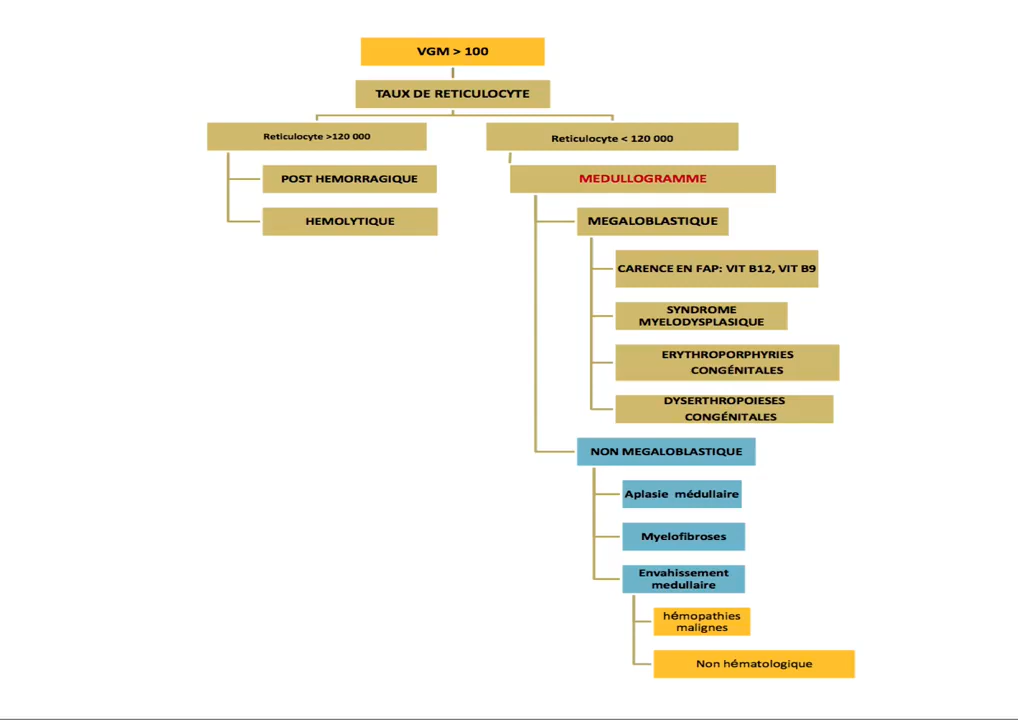 VGM > 100
TAUX DE RETICULOCYTE
Reticulocyte >120 000
Reticulocyte < 120 000
POST HEMORRAGIQUE
MEDULLOGRAMME
HEMOLYTIQUE
MEGALOBLASTIQUE
CARENCE EN FAP: VIT B12, VIT B9
SYNDROME
MYELODYSPLASIQUE
ERYTHROPORPHYRIES
CONGÉNITALES
DYSERTHROPOIESES
CONGÉNITALES
NON MEGALOBLASTIQUE
Aplasie médullaire
Myelofibroses
Envahissement
medullaire
hémopathies
malignes
Non hématologique